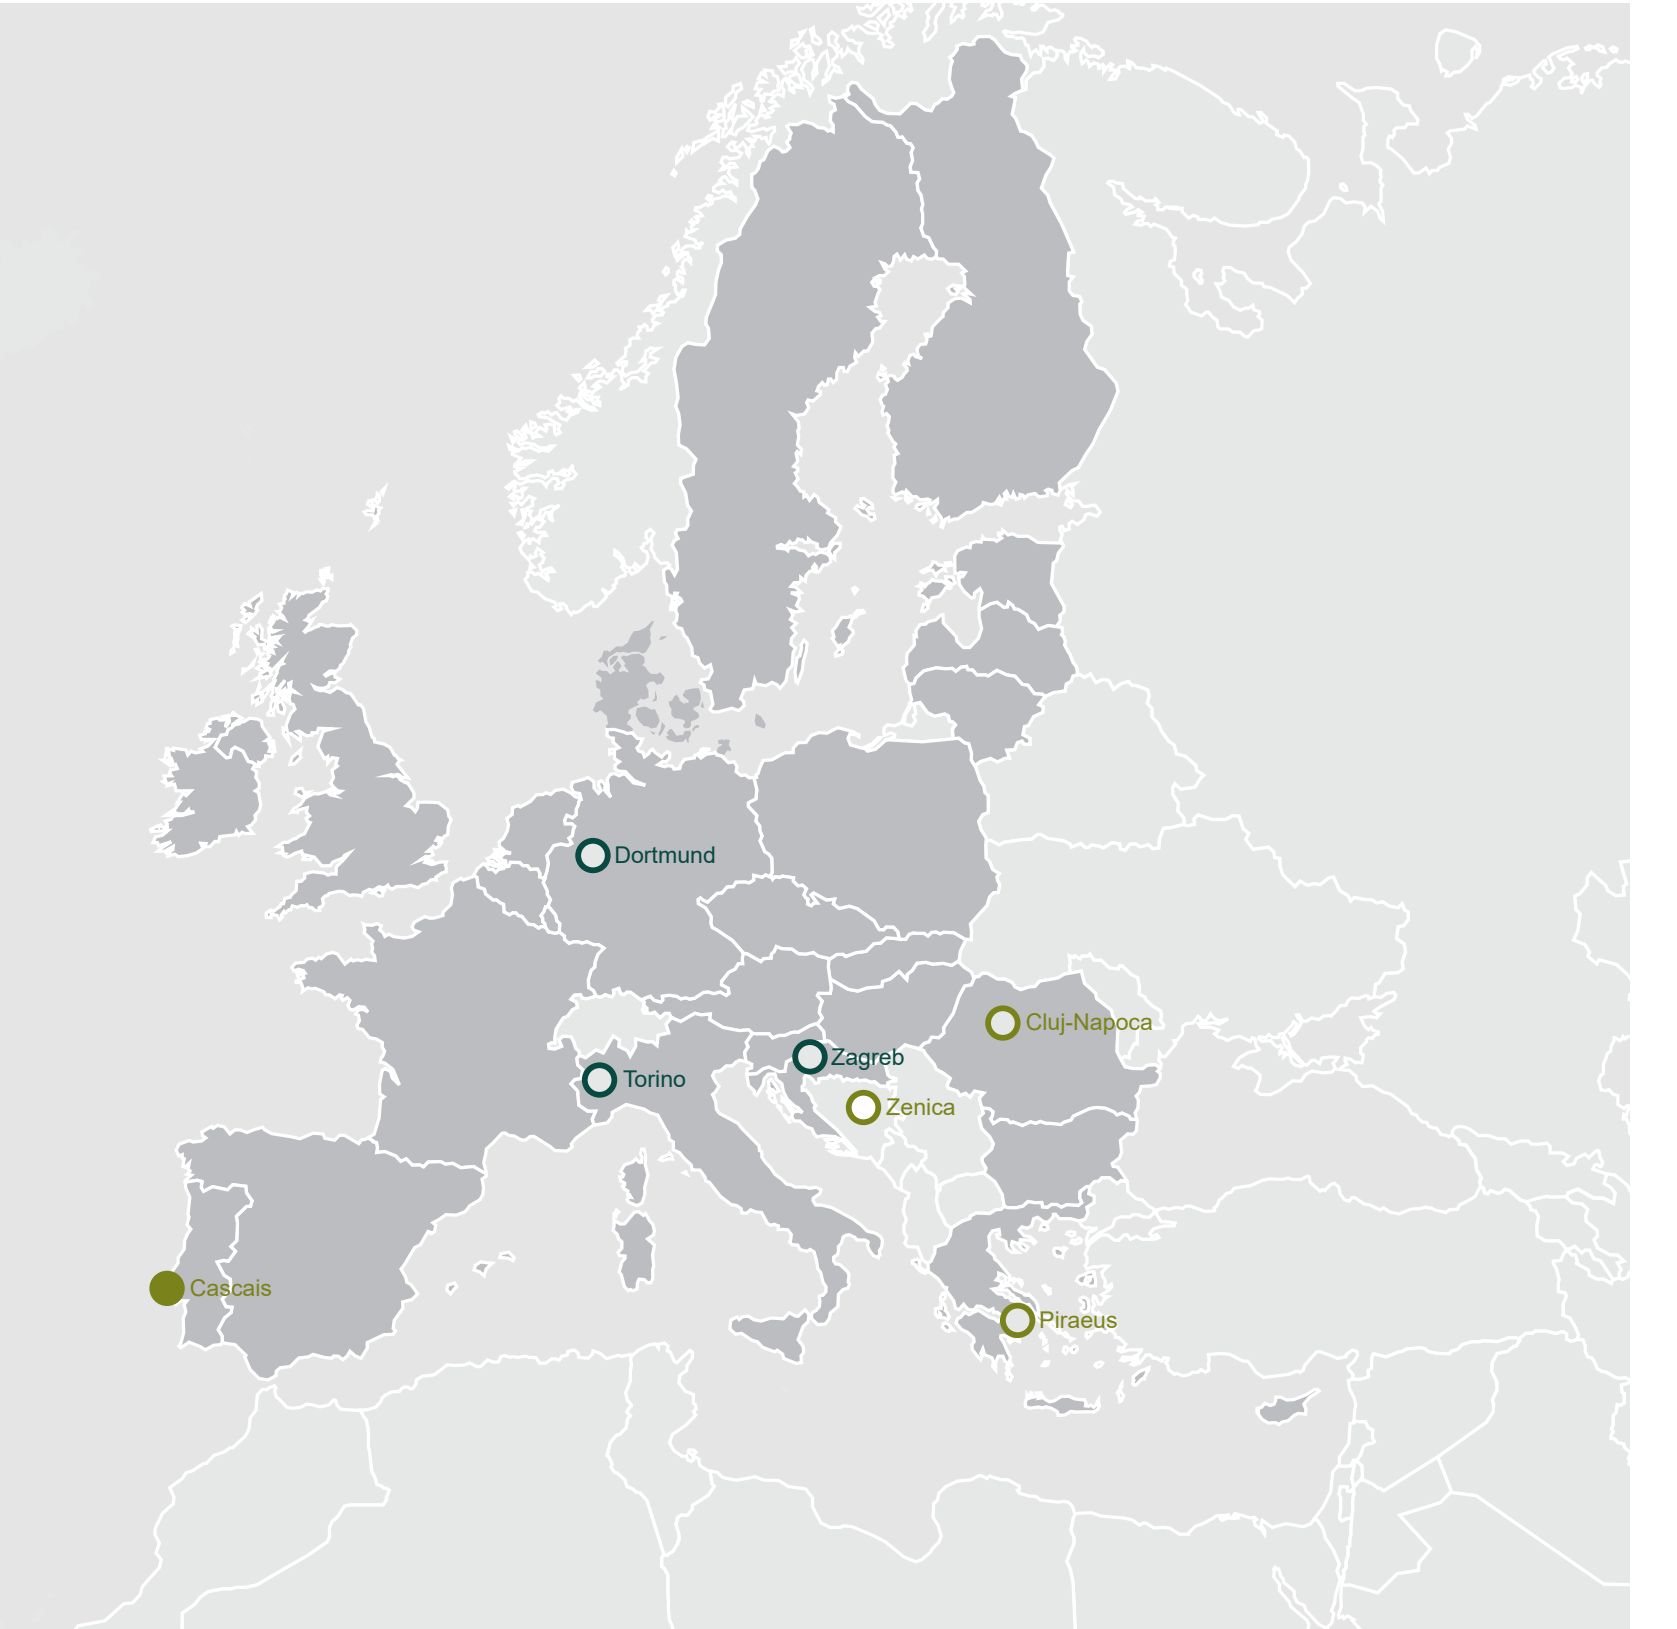 Dortmund
Cluj-Napoca
Zagreb
Torino
Zenica
Cascais
Piraeus